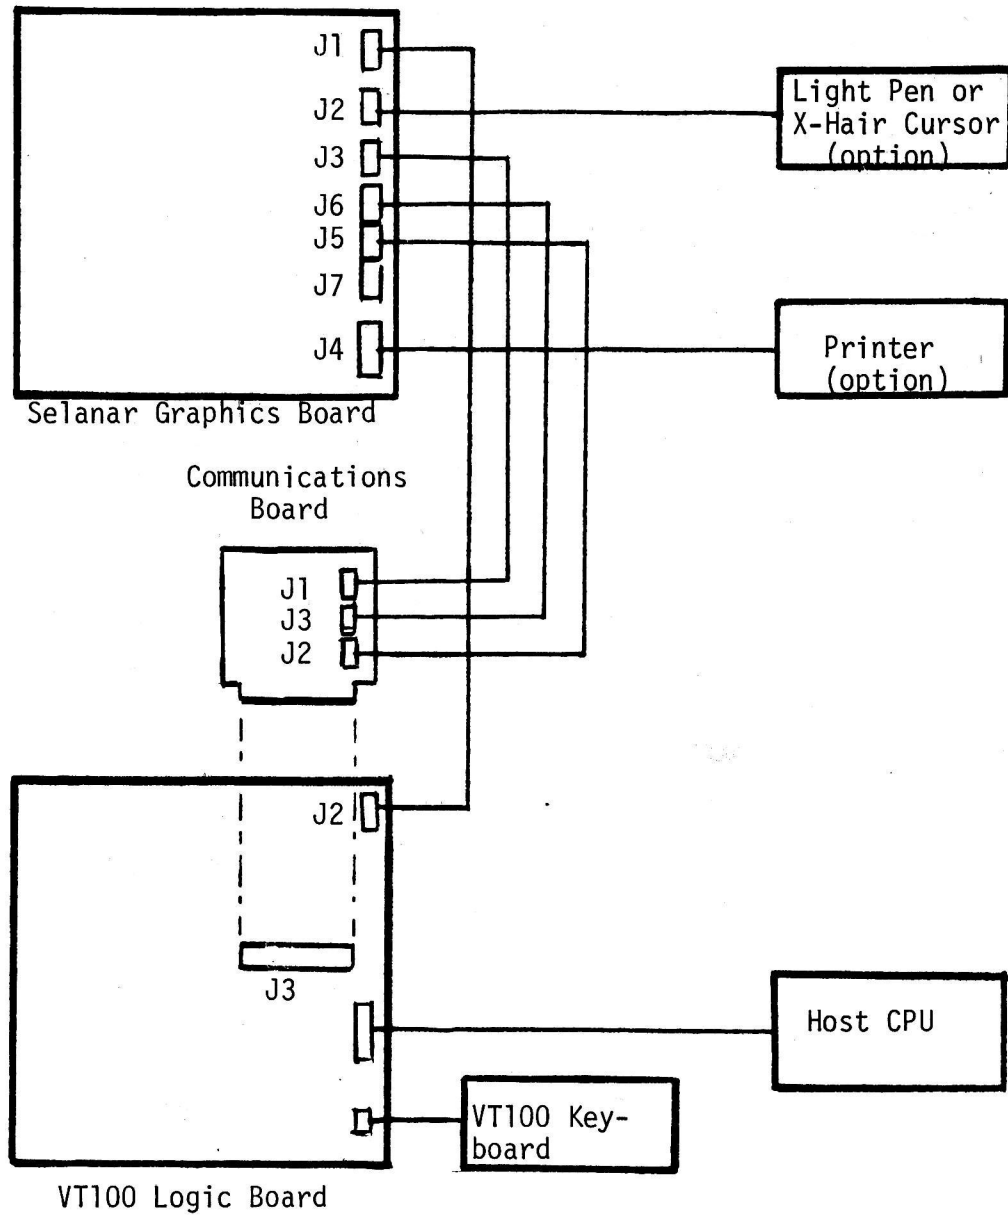 J1
J2
J3
J6
J5
J7
J4
Light Pen or
X-Hair Cursor
(option)
Printer
(option)
Selanar Graphics Board
Communications
Board
J1
J3
J2
J2
J3
Host CPU
VT100 Key-
board
VT100 Logic Board